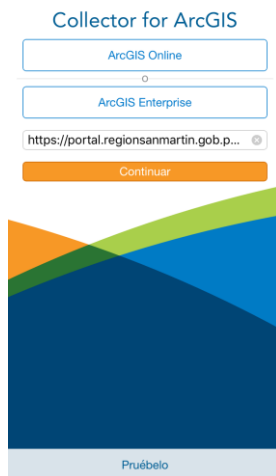 Collector for ArcGIS
ArcGIS Online
o
ArcGIS Enterprise
https://portal.regionsanmartin.gob.p...
Continuar
Pruébelo